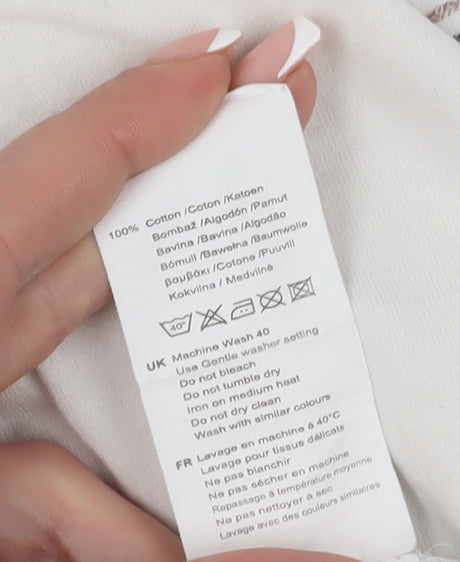 100% Cotton /Coton /Katoen
Bombaž /Algodón /Pamut
Bavlna /Bavlna /Algodão
Bómull /Bawełna /Baumwolle
βαμβάκι /Cotone /Puuvill
Kokvilna / Medvilnė
40°
UK Machine Wash 40
Use Gentle washer setting
Do not bleach
Do not tumble dry
Iron on medium heat
Do not dry clean
Wash with similar colours
FR Lavage en machine à 40°C
Lavage pour tissus délicats
Ne pas blanchir
Ne pas sécher en machine
Repassage à température moyenne
Ne pas nettoyer à sec
Lavage avec des couleurs similaires